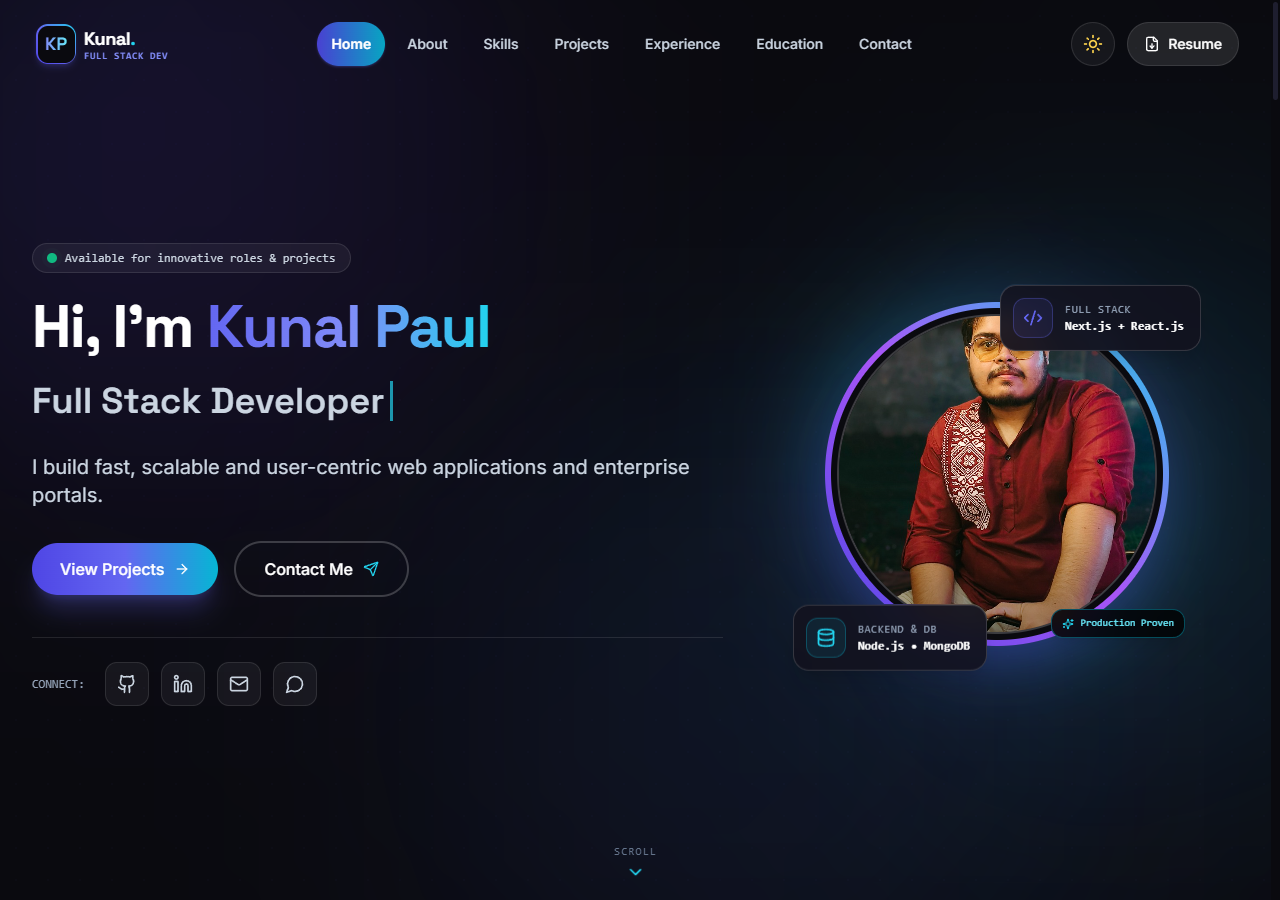 KP
Kunal.
FULL STACK DEV
Home
About
Skills
Projects
Experience
Education
Contact
Resume
Available for innovative roles & projects
Hi, I’m Kunal Paul
Full Stack Developer
I build fast, scalable and user-centric web applications and enterprise
portals.
View Projects
Contact Me
CONNECT:
FULL STACK
Next.js + React.js
BACKEND & DB
Node.js • MongoDB
Production Proven
SCROLL